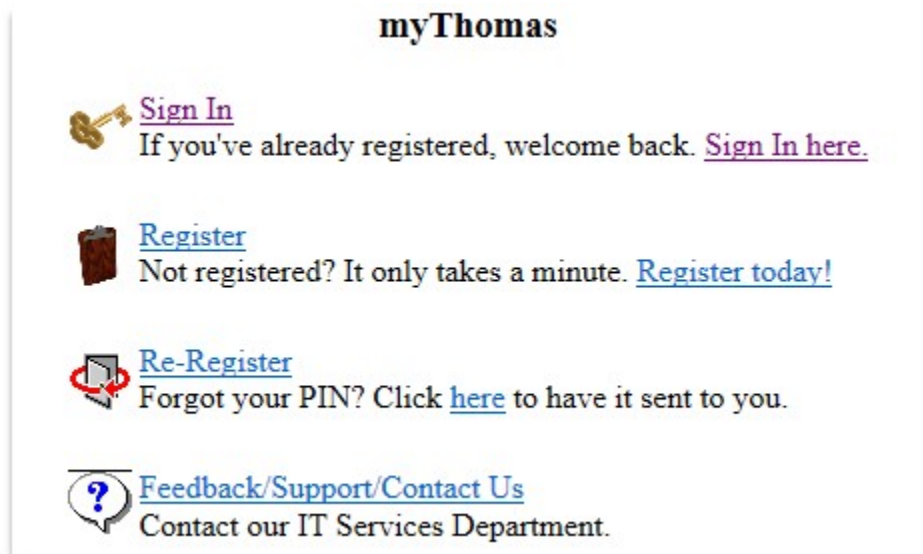 myThomas
Sign In
If you've already registered, welcome back. Sign In here.
Register
Not registered? It only takes a minute. Register today!
Re-Register
Forgot your PIN? Click here to have it sent to you.
?
Feedback/Support/Contact Us
Contact our IT Services Department.